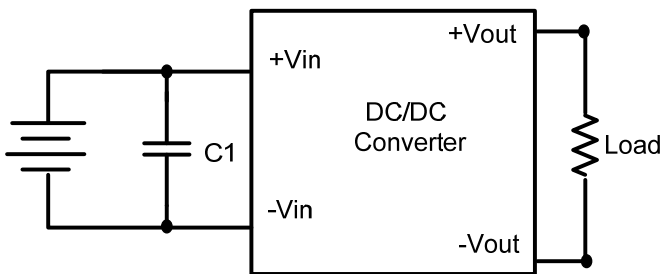 +Vin
+Vout
DC/DC
Converter
C1
Load
-Vin
-Vout